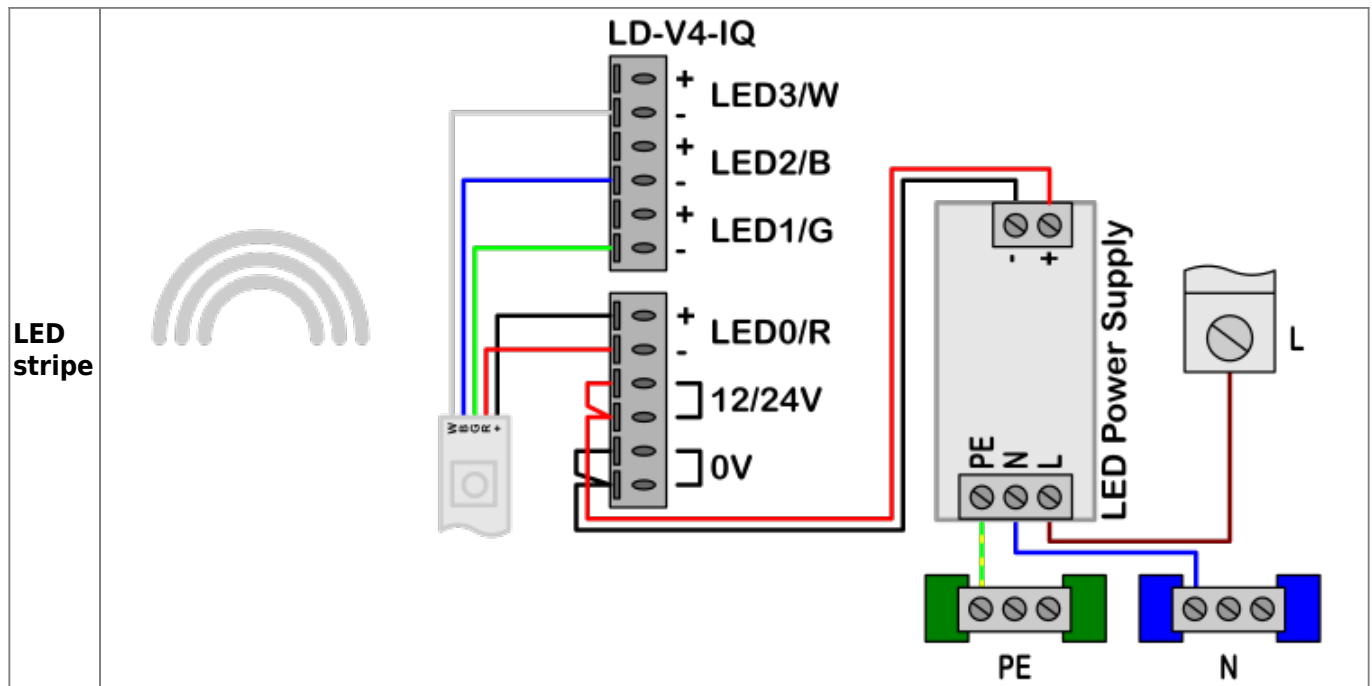 LED
stripe
LD-V4-IQ
+
LED3/W
-
+
LED2/B
-
+
LED1/G
-
+
LED0/R
-
12/24V
0V
W
B
G
R
+
-
+
LED Power Supply
PE
N
L
L
PE
N